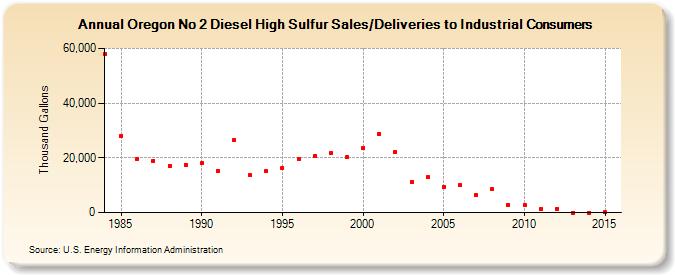 Annual Oregon No 2 Diesel High Sulfur Sales/Deliveries to Industrial Consumers
Thousand Gallons
60,000
40,000
20,000
0
1985 1990 1995 2000 2005 2010 2015
Source: U.S. Energy Information Administration